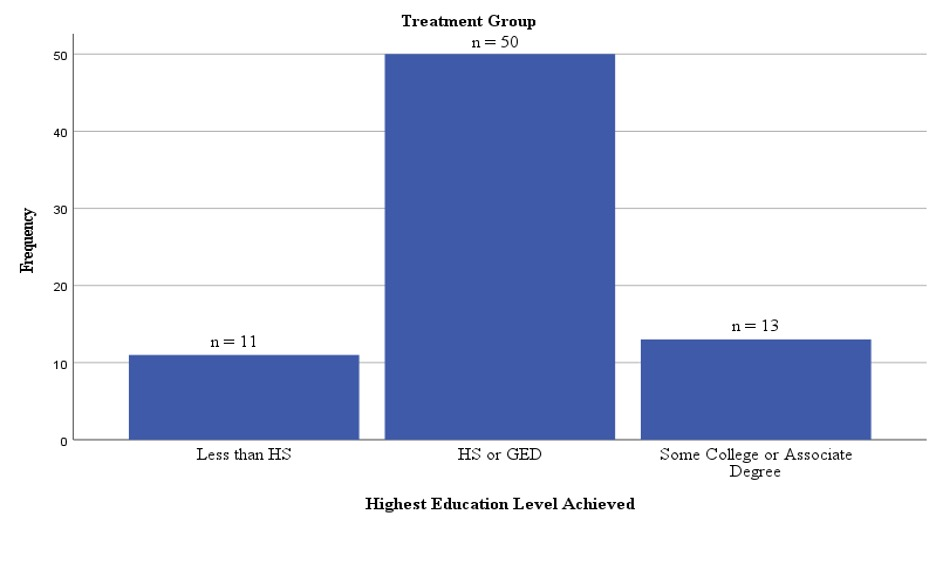 Treatment Group
n = 50
50
40
30
20
10
0
Frequency
n = 11
n = 13
Less than HS
HS or GED
Some College or Associate
Degree
Highest Education Level Achieved